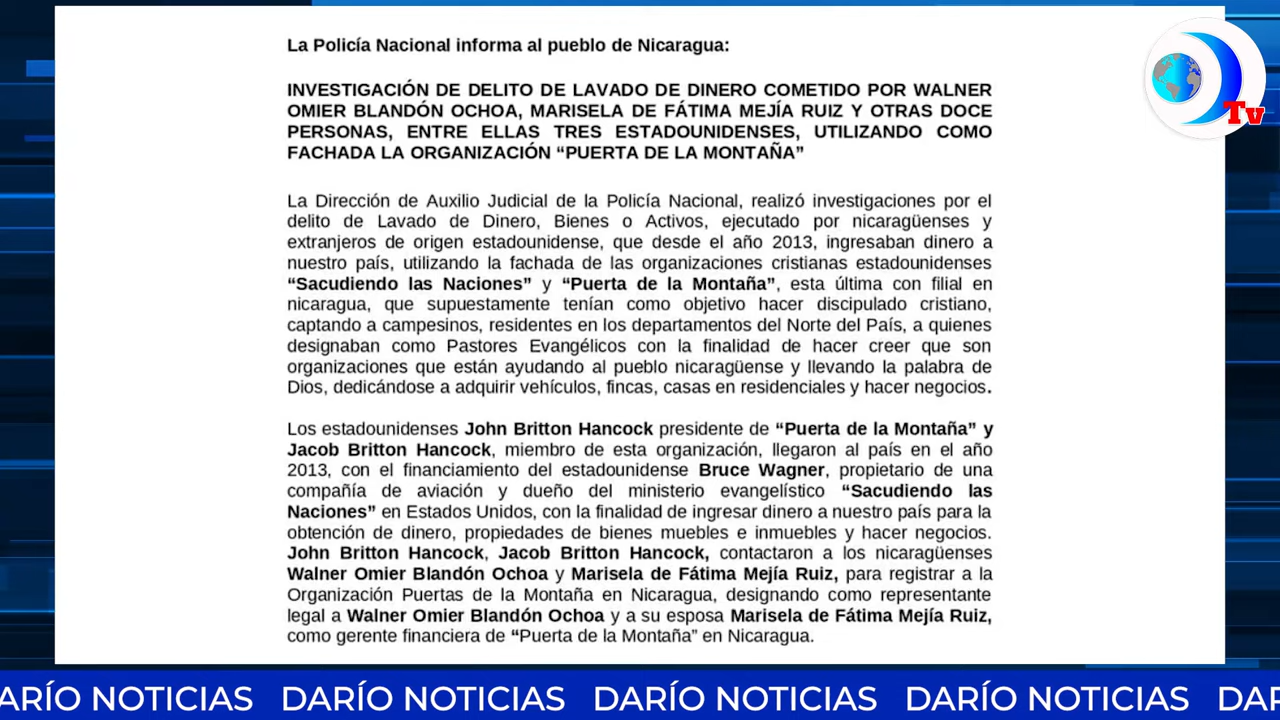 La Policía Nacional informa al pueblo de Nicaragua:
INVESTIGACIÓN DE DELITO DE LAVADO DE DINERO COMETIDO POR WALNER
OMIER BLANDÓN OCHOA, MARISELA DE FÁTIMA MEJÍA RUIZ Y OTRAS DOCE
PERSONAS, ENTRE ELLAS TRES ESTADOUNIDENSES, UTILIZANDO COMO
FACHADA LA ORGANIZACIÓN “PUERTA DE LA MONTAÑA”
La Dirección de Auxilio Judicial de la Policía Nacional, realizó investigaciones por el
delito de Lavado de Dinero, Bienes o Activos, ejecutado por nicaragüenses y
extranjeros de origen estadounidense, que desde el año 2013, ingresaban dinero a
nuestro país, utilizando la fachada de las organizaciones cristianas estadounidenses
“Sacudiendo las Naciones” y “Puerta de la Montaña”, esta última con filial en
nicaragua, que supuestamente tenían como objetivo hacer discipulado cristiano,
captando a campesinos, residentes en los departamentos del Norte del País, a quienes
designaban como Pastores Evangélicos con la finalidad de hacer creer que son
organizaciones que están ayudando al pueblo nicaragüense y llevando la palabra de
Dios, dedicándose a adquirir vehículos, fincas, casas en residenciales y hacer negocios.
Los estadounidenses John Britton Hancock presidente de “Puerta de la Montaña” y
Jacob Britton Hancock, miembro de esta organización, llegaron al país en el año
2013, con el financiamiento del estadounidense Bruce Wagner, propietario de una
compañía de aviación y dueño del ministerio evangelístico “Sacudiendo las
Naciones” en Estados Unidos, con la finalidad de ingresar dinero a nuestro país para la
obtención de dinero, propiedades de bienes muebles e inmuebles y hacer negocios.
John Britton Hancock, Jacob Britton Hancock, contactaron a los nicaragüenses
Walner Omier Blandón Ochoa y Marisela de Fátima Mejía Ruiz, para registrar a la
Organización Puertas de la Montaña en Nicaragua, designando como representante
legal a Walner Omier Blandón Ochoa y a su esposa Marisela de Fátima Mejía Ruiz,
como gerente financiera de “Puerta de la Montaña” en Nicaragua.
Tv
ARÍO NOTICIAS DARÍO NOTICIAS DARÍO NOTICIAS DARÍO NOTICIAS DAR